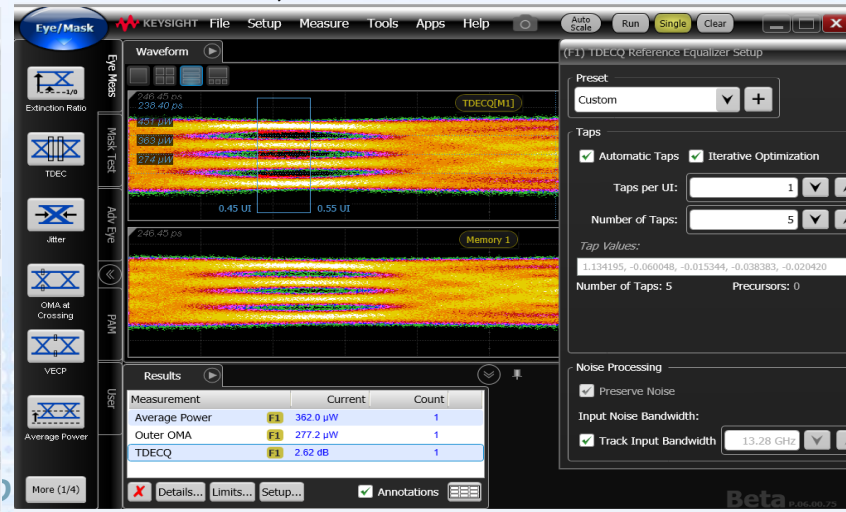 Eye/Mask
KEYSIGHT File Setup Measure Tools Apps Help Auto Scale Run Single Clear
Eye Meas
Mask Test
Adv Eye
PAM
User
1/0
Extinction Ratio
TDEC
Jitter
OMA at
Crossing
VECP
Average Power
More (1/4)
Waveform
246.45 ps
238.40 ps
451 µW
363 µW
274 µW
TDECQ[M1]
0.45 UI 0.55 UI
246.45 ps
Memory 1
Results
Measurement Current Count
Average Power F1 362.0 µW 1
Outer OMA F1 277.2 µW 1
TDECQ F1 2.62 dB 1
Details... Limits... Setup... Annotations
(F1) TDECQ Reference Equalizer Setup
Preset
Custom
Taps
Automatic Taps Iterative Optimization
Taps per UI: 1
Number of Taps: 5
Tap Values:
1.134195, -0.060048, -0.015344, -0.038383, -0.020420
Number of Taps: 5 Precursors: 0
Noise Processing
Preserve Noise
Input Noise Bandwidth:
Track Input Bandwidth 13.28 GHz
Beta P.06.00.75